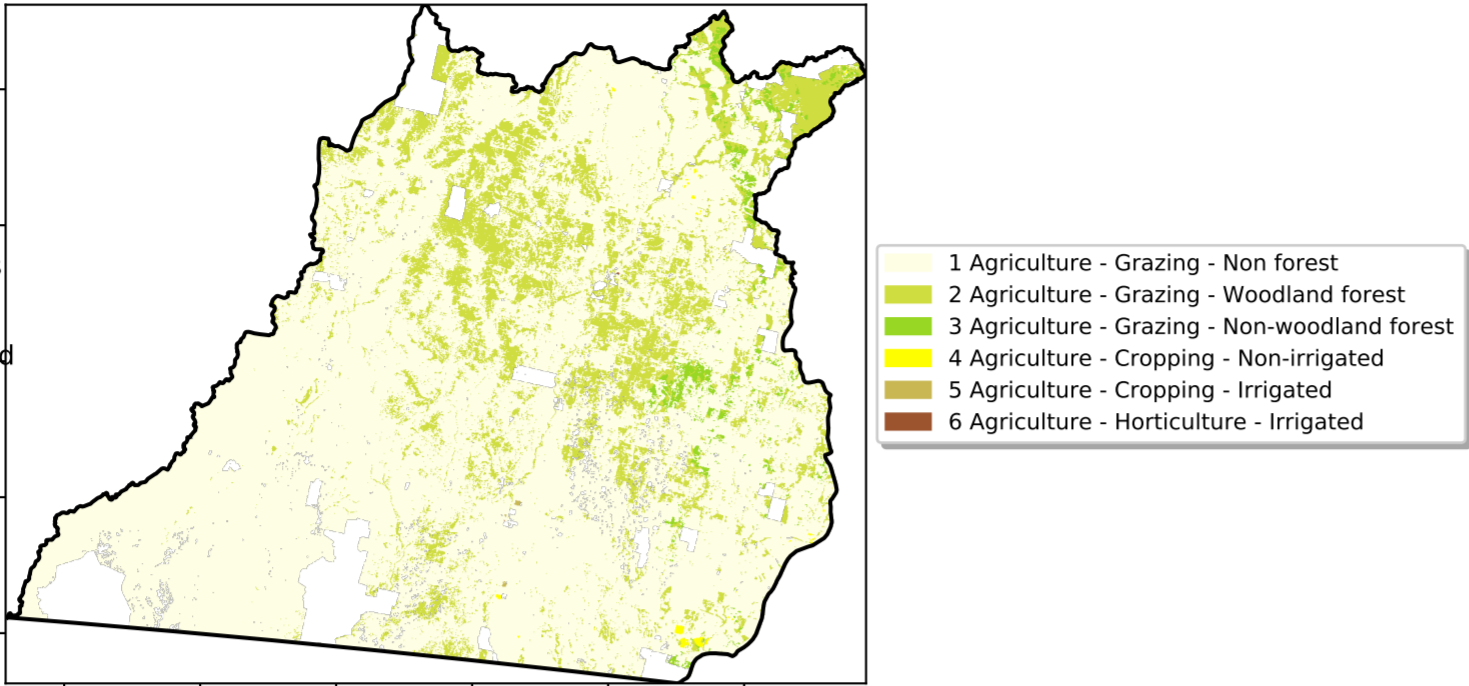 1 Agriculture - Grazing - Non forest
2 Agriculture - Grazing - Woodland forest
3 Agriculture - Grazing - Non-woodland forest
d
4 Agriculture - Cropping - Non-irrigated
5 Agriculture - Cropping - Irrigated
6 Agriculture - Horticulture - Irrigated